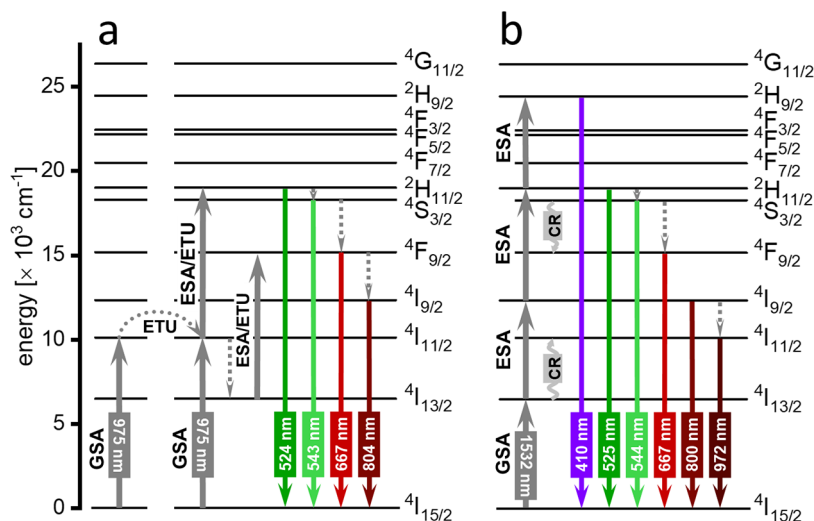 a
b
energy [× 10³ cm⁻¹]
25
20
15
10
5
0
⁴G₁₁/₂
²H₉/₂
⁴F₃/₂
⁴F₅/₂
⁴F₇/₂
²H₁₁/₂
⁴S₃/₂
⁴F₉/₂
⁴I₉/₂
⁴I₁₁/₂
⁴I₁₃/₂
⁴I₁₅/₂
GSA
975 nm
ETU
GSA
975 nm
ESA/ETU
ESA/ETU
524 nm
543 nm
667 nm
804 nm
⁴G₁₁/₂
²H₉/₂
⁴F₃/₂
⁴F₅/₂
⁴F₇/₂
²H₁₁/₂
⁴S₃/₂
⁴F₉/₂
⁴I₉/₂
⁴I₁₁/₂
⁴I₁₃/₂
⁴I₁₅/₂
ESA
ESA
ESA
GSA
1532 nm
CR
CR
410 nm
525 nm
544 nm
667 nm
800 nm
972 nm